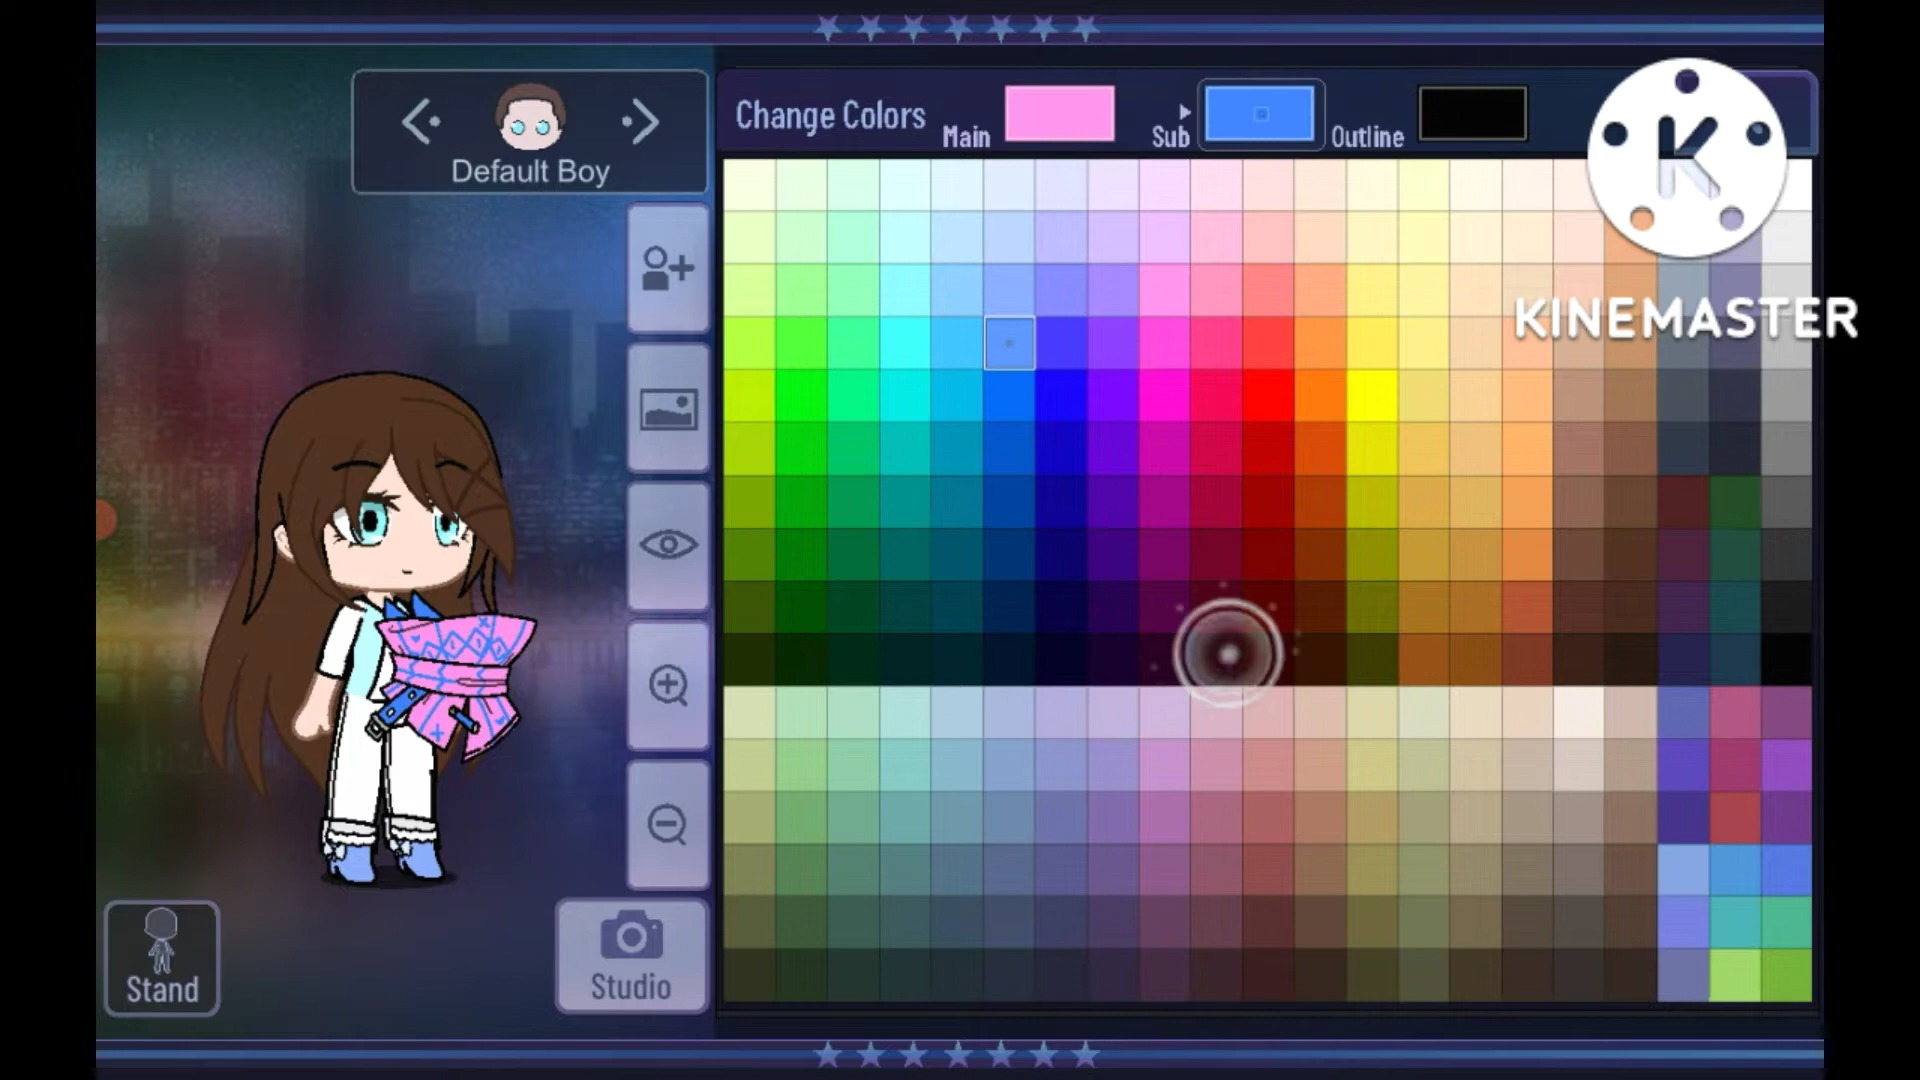 Change Colors
Main
Sub
Outline
Default Boy
KINEMASTER
Stand
Studio